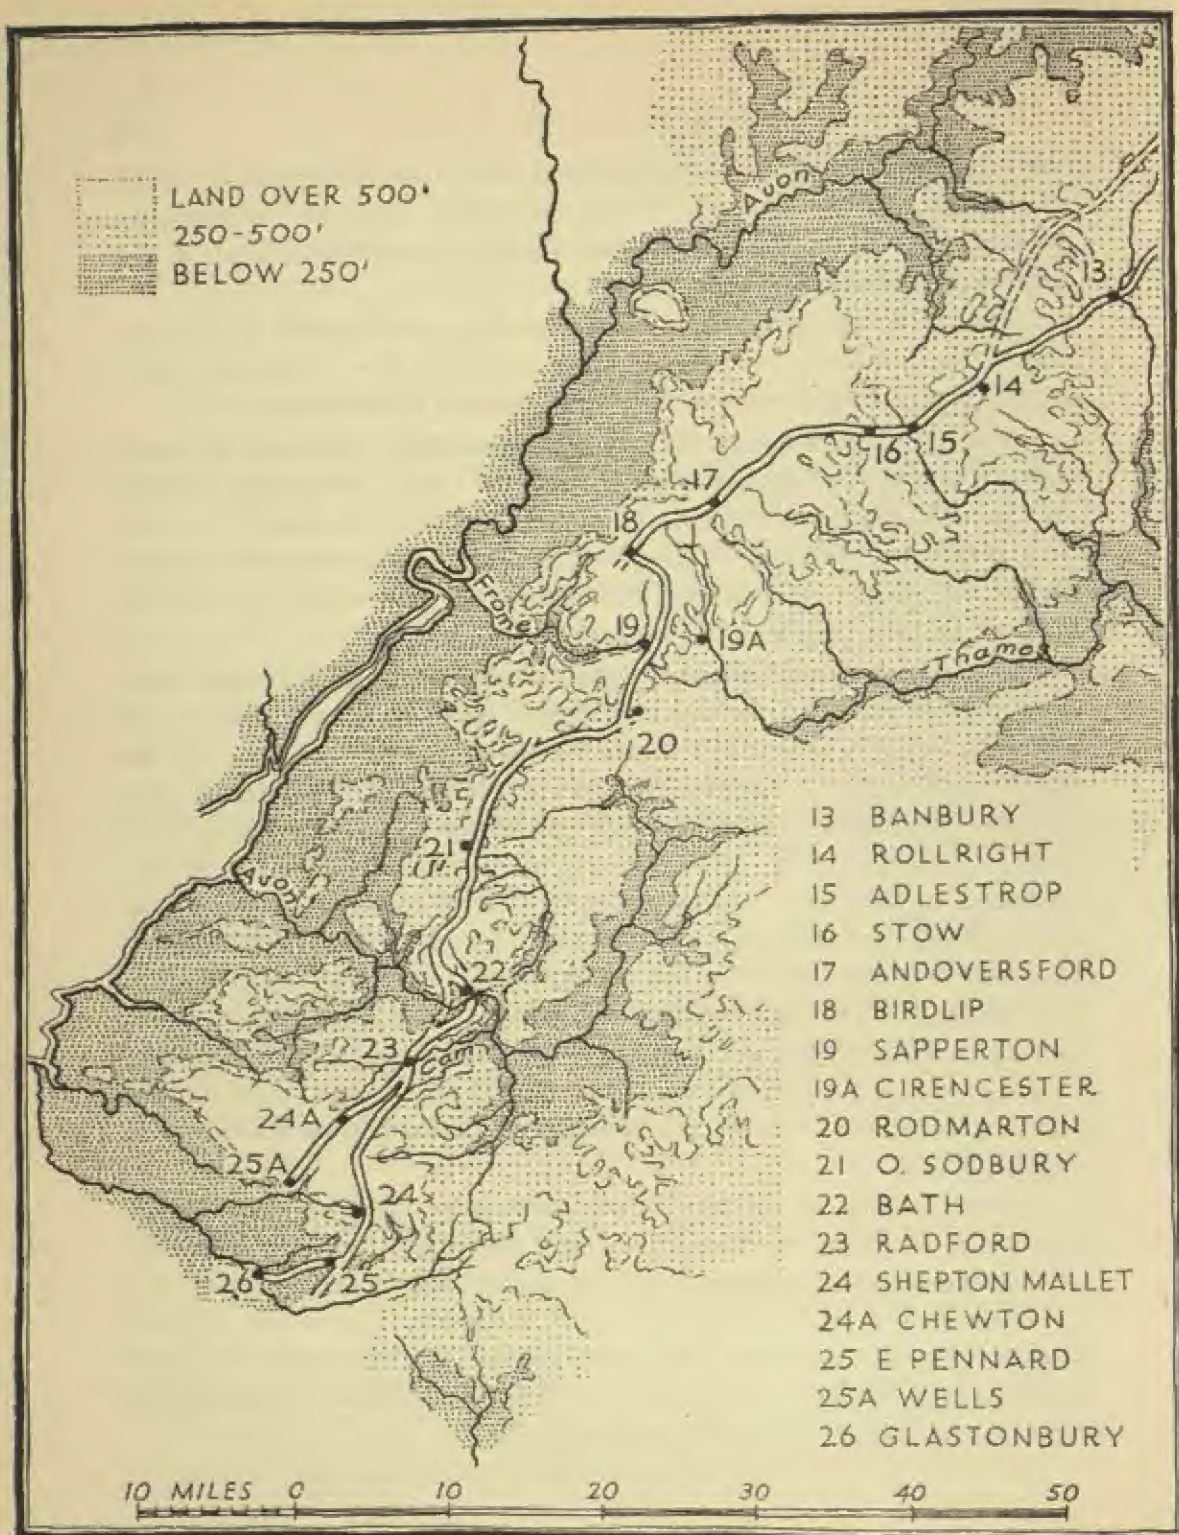 LAND OVER 500'
250-500'
BELOW 250'
Avon
13
14
15
16
17
18
Frome
19
19A
Thames
20
21
Avon
22
23
Cam
24A
25A
24
26
25
13 BANBURY
14 ROLLRIGHT
15 ADLESTROP
16 STOW
17 ANDOVERSFORD
18 BIRDLIP
19 SAPPERTON
19A CIRENCESTER
20 RODMARTON
21 O. SODBURY
22 BATH
23 RADFORD
24 SHEPTON MALLET
24A CHEWTON
25 E PENNARD
25A WELLS
26 GLASTONBURY
10 MILES 0 10 20 30 40 50